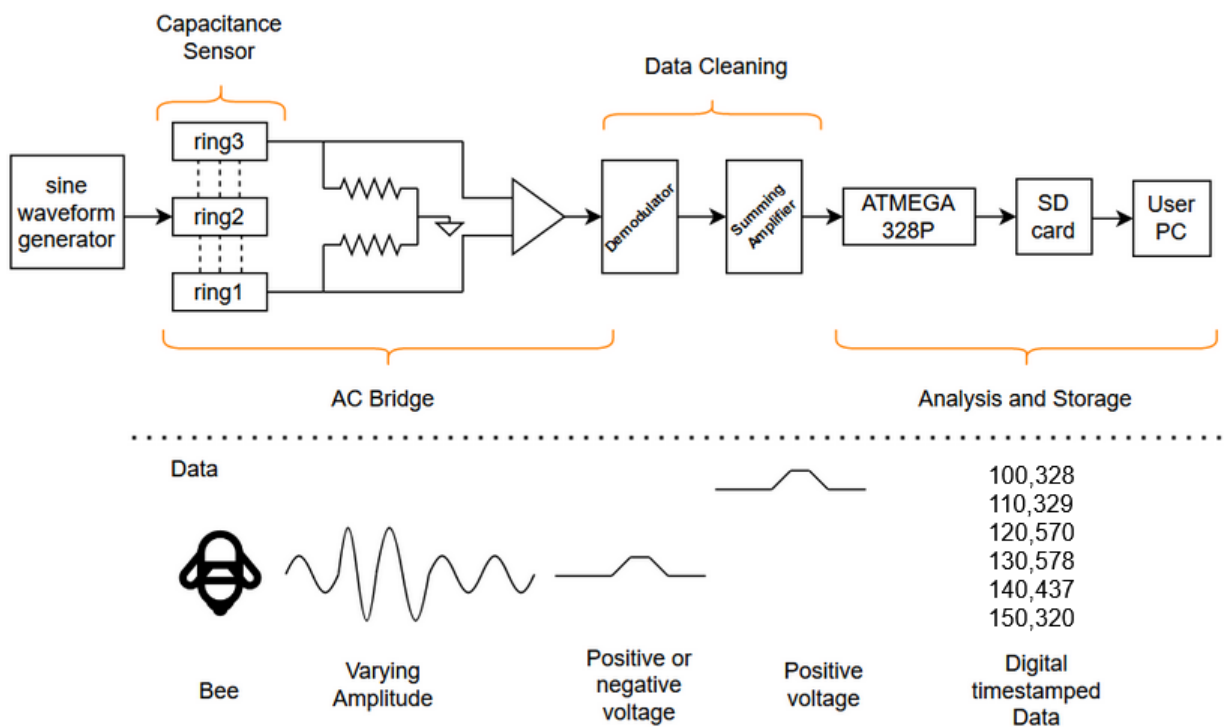 Capacitance
Sensor
Data Cleaning
sine
waveform
generator
ring3
ring2
ring1
Demodulator
Summing
Amplifier
ATMEGA
328P
SD
card
User
PC
AC Bridge
Analysis and Storage
Data
100,328
110,329
120,570
130,578
140,437
150,320
Bee
Varying
Amplitude
Positive or
negative
voltage
Positive
voltage
Digital
timestamped
Data